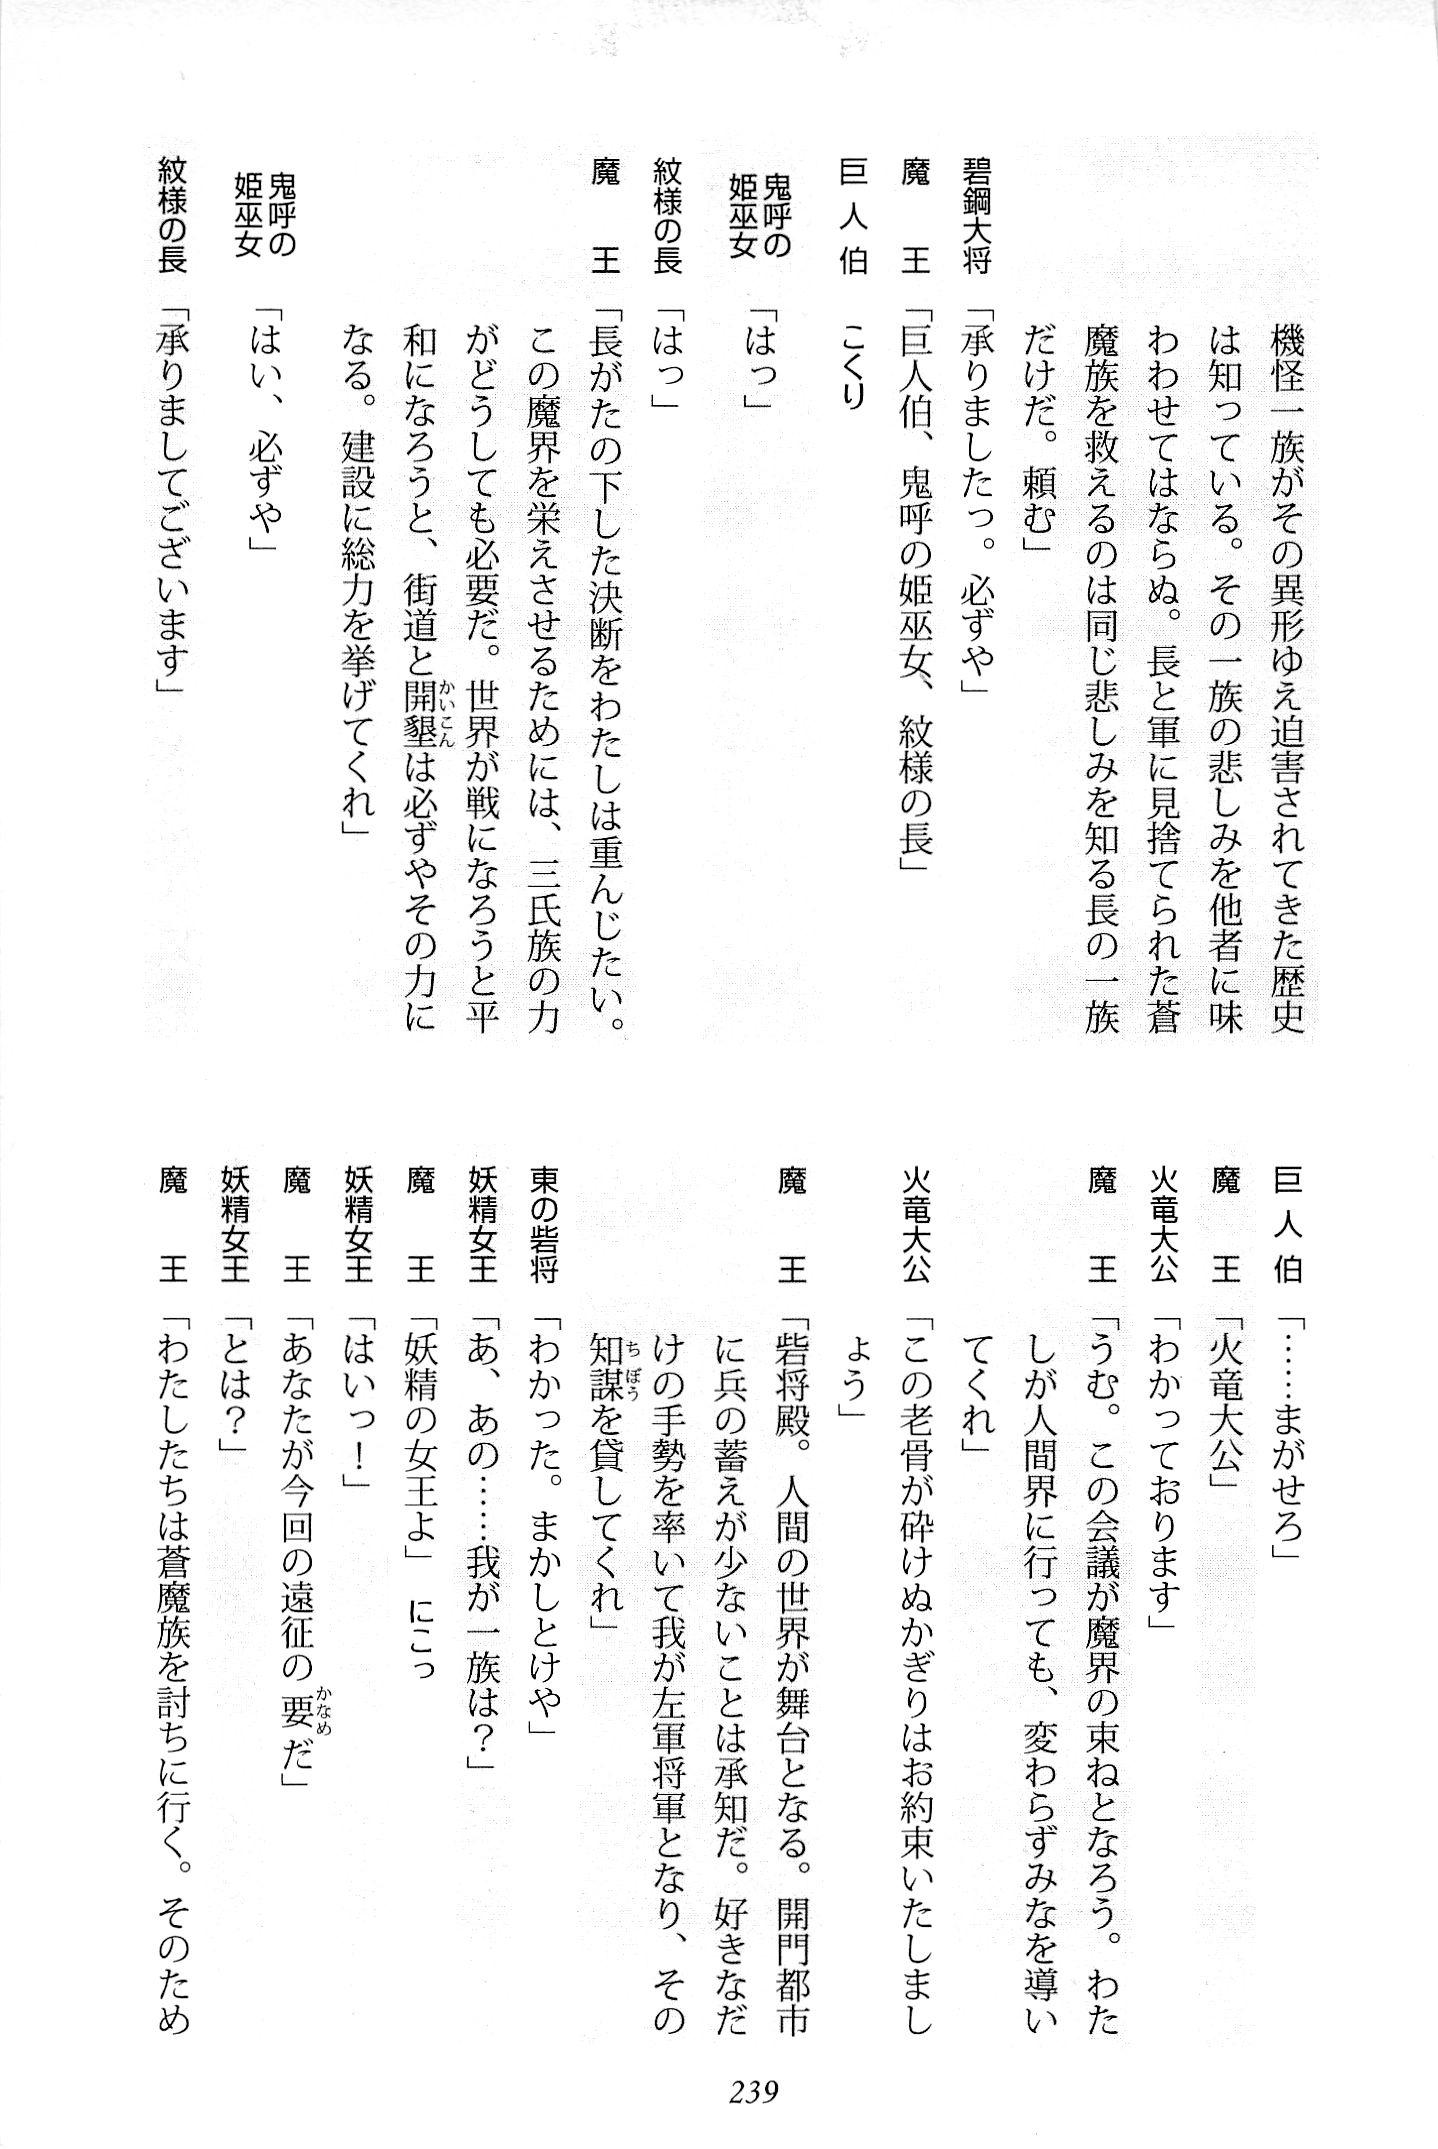 機怪一族がその異形ゆえ迫害されてきた歴史
は知っている。その一族の悲しみを他者に味
わわせてはならぬ。長と軍に見捨てられた蒼
魔族を救えるのは同じ悲しみを知る長の一族
だけだ。頼む」
碧鋼大将「承りましたっ。必ずや」
魔王「巨人伯、鬼呼の姫巫女、紋様の長」
巨人伯　こくり
鬼呼の姫巫女「はっ」
紋様の長「はっ」
魔王「長がたの下した決断をわたしは重んじたい。
この魔界を栄えさせるためには、三氏族の力
がどうしても必要だ。世界が戦になろうと平
和になろうと、街道と開墾(かいこん)は必ずやその力に
なる。建設に総力を挙げてくれ」
鬼呼の姫巫女「はい、必ずや」
紋様の長「承りましてございます」
巨人伯「……まがせろ」
魔王「火竜大公」
火竜大公「わかっております」
魔王「うむ。この会議が魔界の束ねとなろう。わた
しが人間界に行っても、変わらずみなを導い
てくれ」
火竜大公「この老骨が砕けぬかぎりはお約束いたしまし
ょう」
魔王「砦将殿。人間の世界が舞台となる。開門都市
に兵の蓄えが少ないことは承知だ。好きなだ
けの手勢を率いて我が左軍将軍となり、その
知謀(ちぼう)を貸してくれ」
東の砦将「わかった。まかしとけや」
妖精女王「あ、あの……我が一族は？」
魔王「妖精の女王よ」　にこっ
妖精女王「はいっ！」
魔王「あなたが今回の遠征の要(かなめ)だ」
妖精女王「とは？」
魔王「わたしたちは蒼魔族を討ちに行く。そのため
239